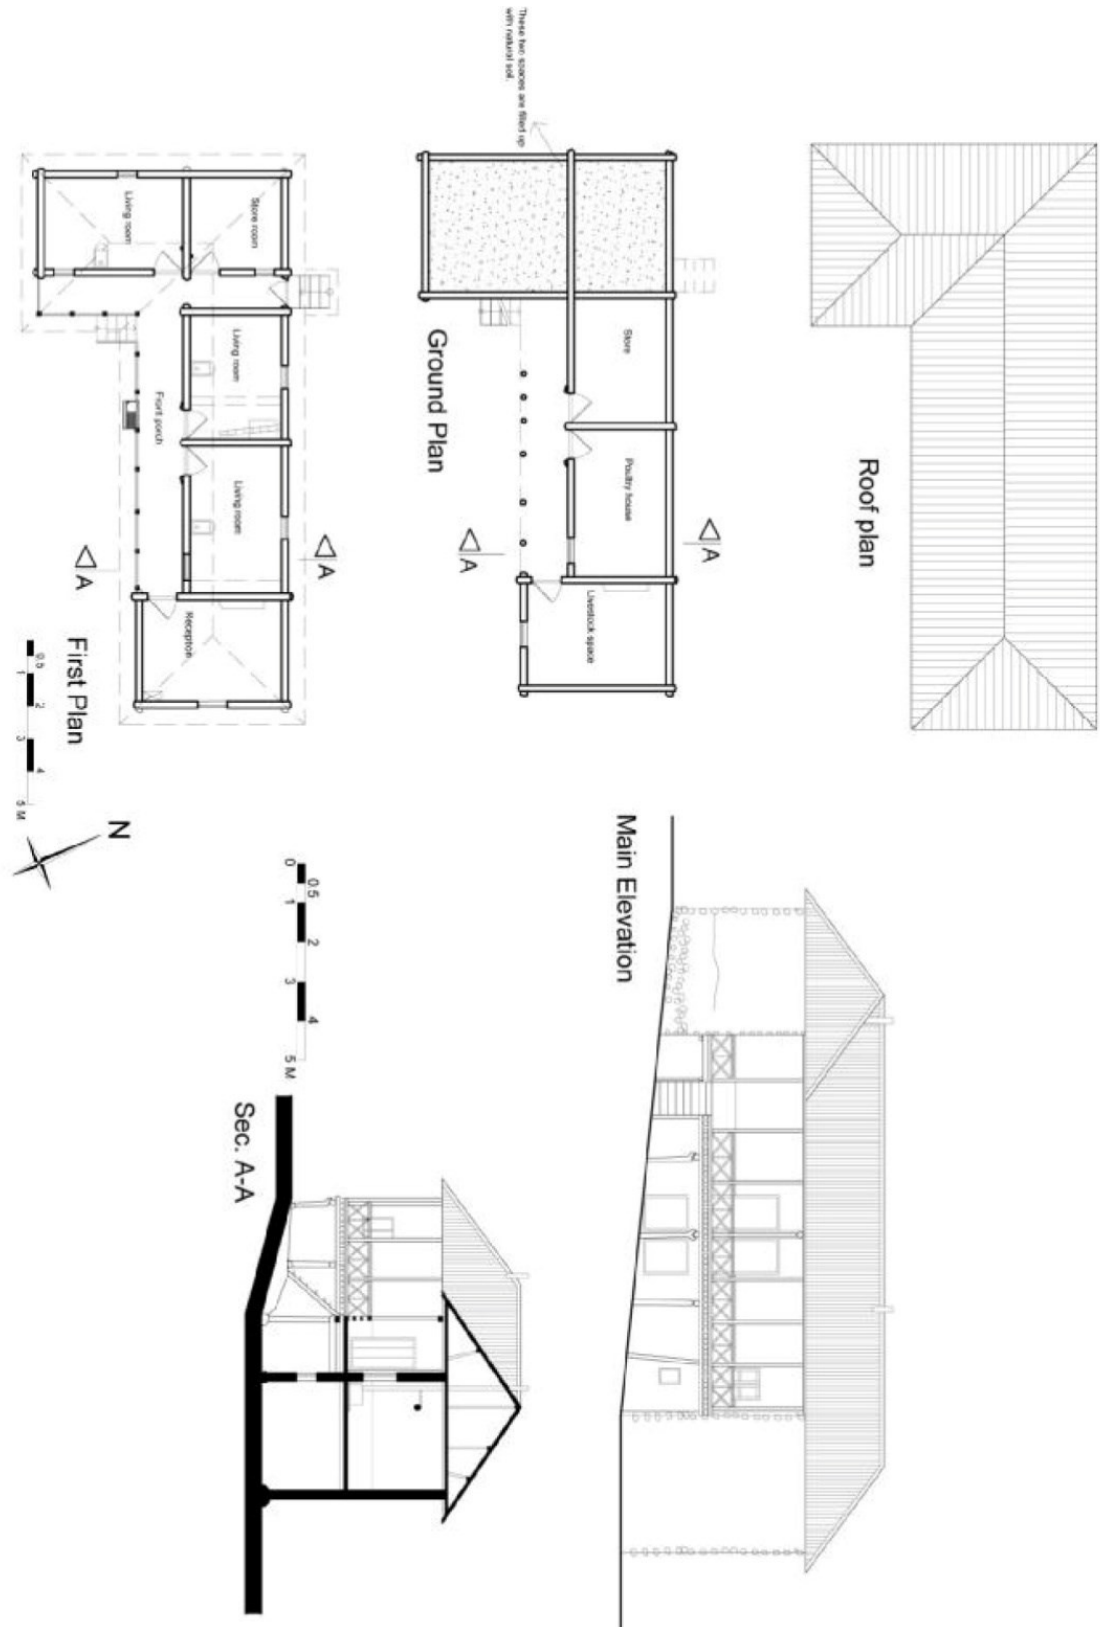 These two spaces are filled up
with natural soil.
Roof plan
Store
Poultry house
Livestock space
A
A
Ground Plan
Store room
Living room
Living room
Living room
Front porch
Reception
A
A
First Plan
0.5
1
2
3
4
5 M
N
Main Elevation
0
0.5
1
2
3
4
5 M
Sec. A-A